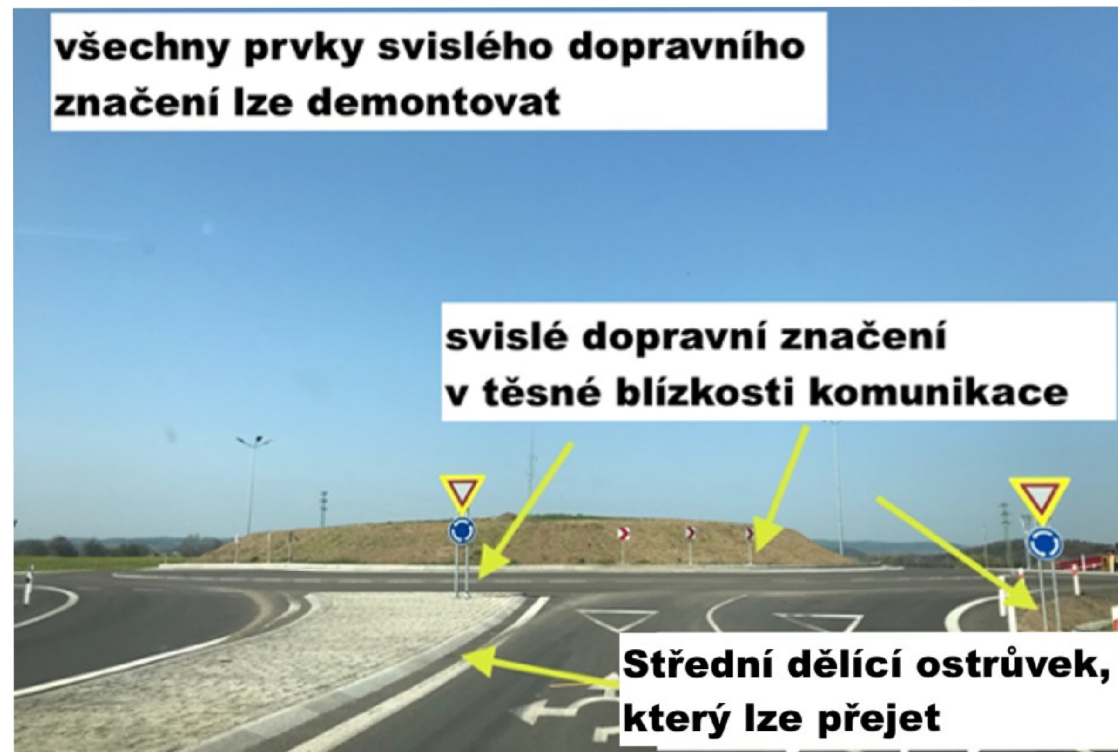 všechny prvky svislého dopravního
značení lze demontovat
svislé dopravní značení
v těsné blízkosti komunikace
Střední dělící ostrůvek,
který lze přejet